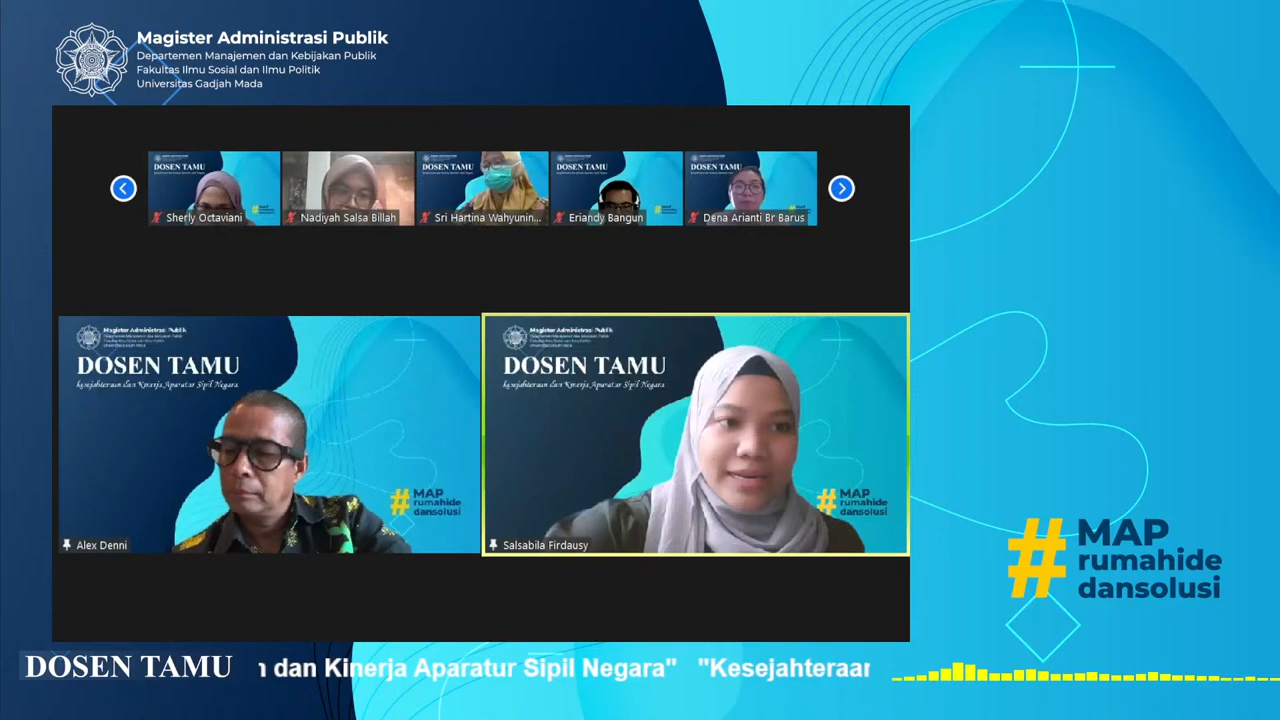 Magister Administrasi Publik
Departemen Manajemen dan Kebijakan Publik
Fakultas Ilmu Sosial dan Ilmu Politik
Universitas Gadjah Mada
DOSEN TAMU
DOSEN TAMU
DOSEN TAMU
DOSEN TAMU
Sherly Octaviani
Nadiyah Salsa Billah
Sri Hartina Wahyunin...
Eriandy Bangun
Dena Arianti Br Barus
Magister Administrasi Publik
DOSEN TAMU
kesejahteraan dan Kinerja Aparatur Sipil Negara
# MAP
rumahide
dansolusi
Alex Denni
Magister Administrasi Publik
DOSEN TAMU
kesejahteraan dan Kinerja Aparatur Sipil Negara
# MAP
rumahide
dansolusi
Salsabila Firdausy
# MAP
rumahide
dansolusi
DOSEN TAMU
n dan Kinerja Aparatur Sipil Negara" "Kesejahteraan